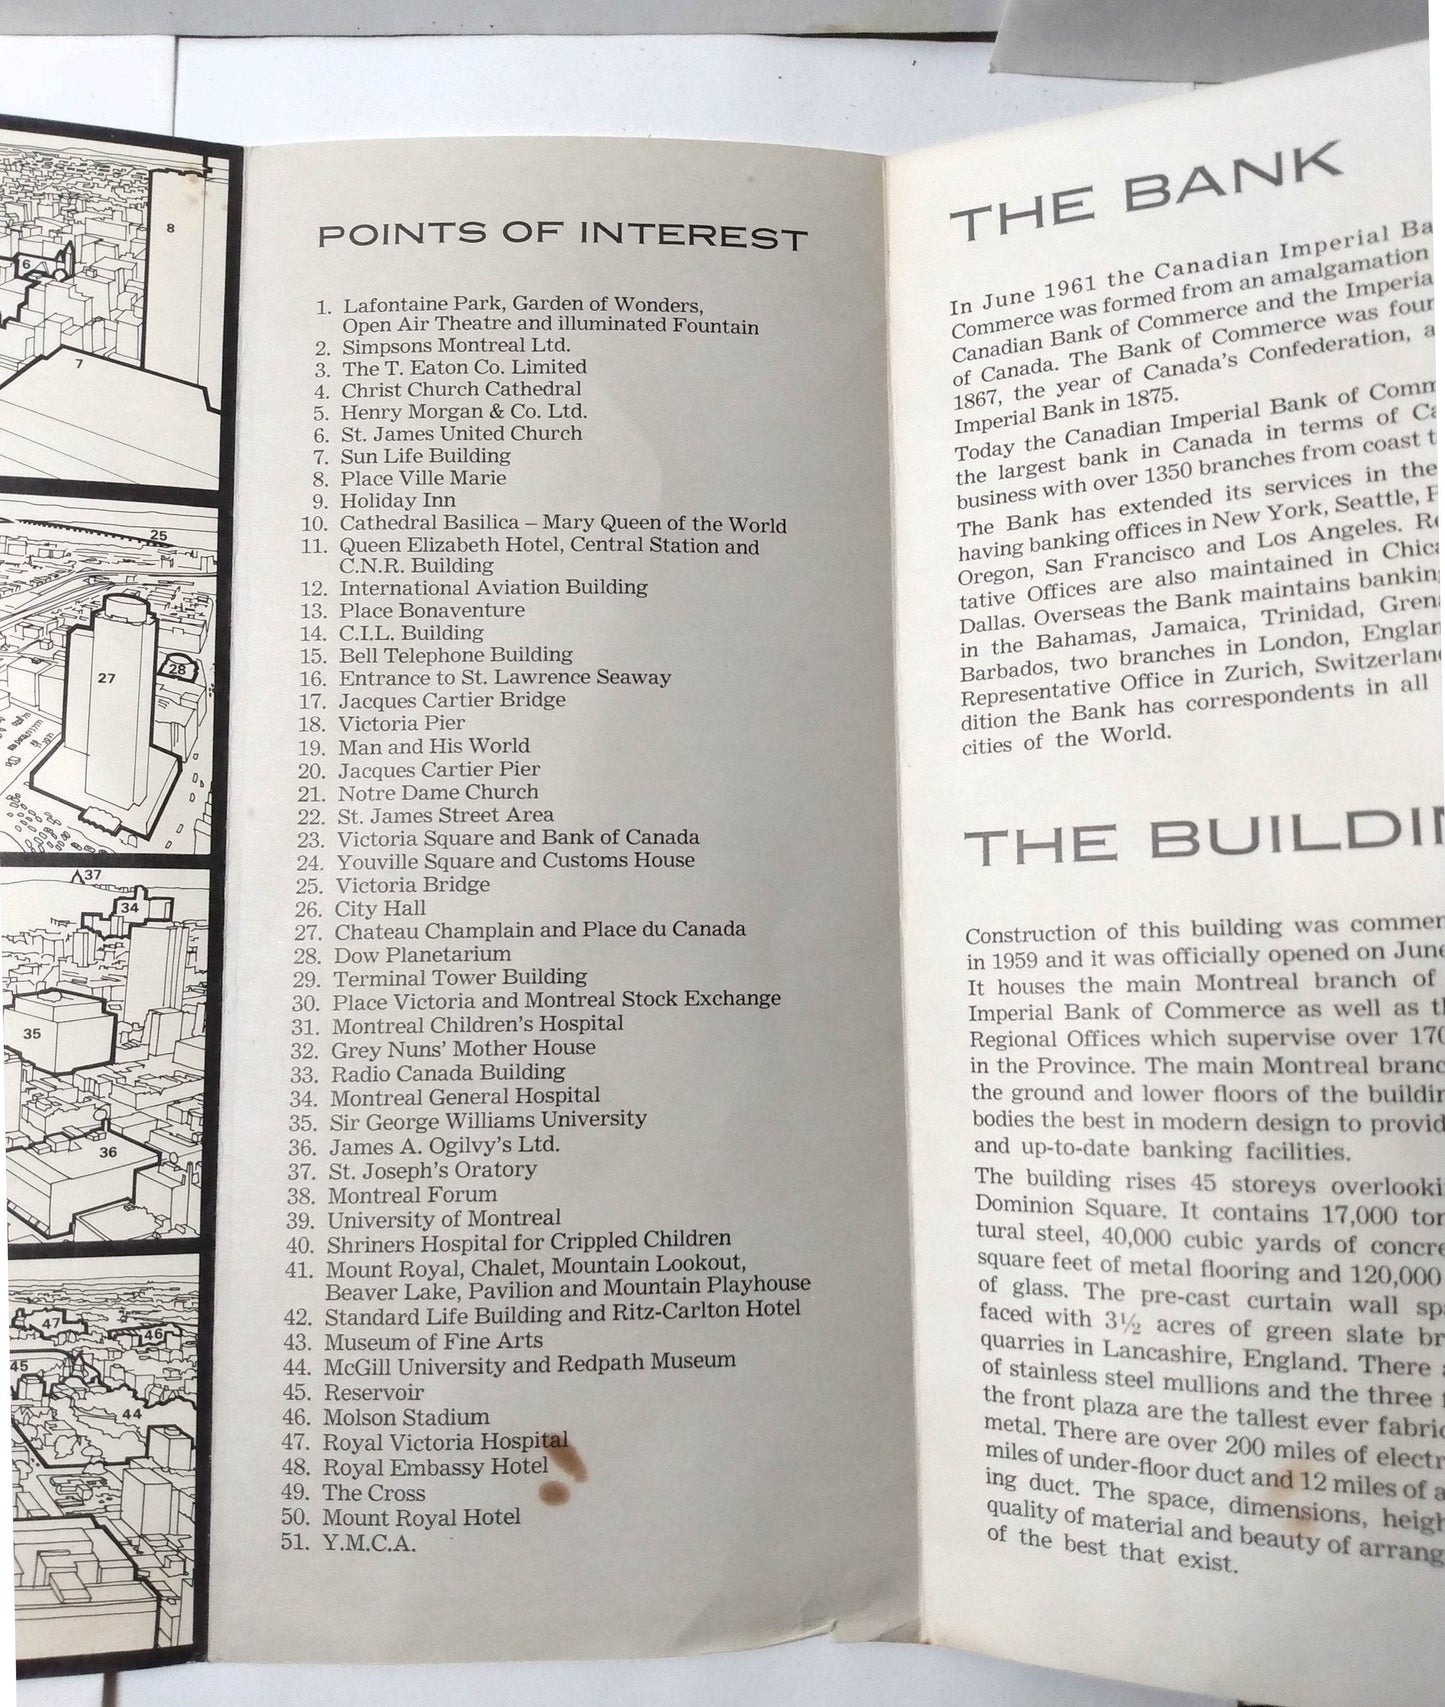 8
6
7
25
27
28
37
34
35
36
47
46
45
44
POINTS OF INTEREST
1. Lafontaine Park, Garden of Wonders,
Open Air Theatre and illuminated Fountain
2. Simpsons Montreal Ltd.
3. The T. Eaton Co. Limited
4. Christ Church Cathedral
5. Henry Morgan & Co. Ltd.
6. St. James United Church
7. Sun Life Building
8. Place Ville Marie
9. Holiday Inn
10. Cathedral Basilica – Mary Queen of the World
11. Queen Elizabeth Hotel, Central Station and
C.N.R. Building
12. International Aviation Building
13. Place Bonaventure
14. C.I.L. Building
15. Bell Telephone Building
16. Entrance to St. Lawrence Seaway
17. Jacques Cartier Bridge
18. Victoria Pier
19. Man and His World
20. Jacques Cartier Pier
21. Notre Dame Church
22. St. James Street Area
23. Victoria Square and Bank of Canada
24. Youville Square and Customs House
25. Victoria Bridge
26. City Hall
27. Chateau Champlain and Place du Canada
28. Dow Planetarium
29. Terminal Tower Building
30. Place Victoria and Montreal Stock Exchange
31. Montreal Children's Hospital
32. Grey Nuns' Mother House
33. Radio Canada Building
34. Montreal General Hospital
35. Sir George Williams University
36. James A. Ogilvy's Ltd.
37. St. Joseph's Oratory
38. Montreal Forum
39. University of Montreal
40. Shriners Hospital for Crippled Children
41. Mount Royal, Chalet, Mountain Lookout,
Beaver Lake, Pavilion and Mountain Playhouse
42. Standard Life Building and Ritz-Carlton Hotel
43. Museum of Fine Arts
44. McGill University and Redpath Museum
45. Reservoir
46. Molson Stadium
47. Royal Victoria Hospital
48. Royal Embassy Hotel
49. The Cross
50. Mount Royal Hotel
51. Y.M.C.A.
THE BANK
In June 1961 the Canadian Imperial Ba
Commerce was formed from an amalgamation
Canadian Bank of Commerce and the Imperia
of Canada. The Bank of Commerce was four
1867, the year of Canada's Confederation, a
Imperial Bank in 1875.
Today the Canadian Imperial Bank of Comm
the largest bank in Canada in terms of Ca
business with over 1350 branches from coast t
The Bank has extended its services in the
having banking offices in New York, Seattle, P
Oregon, San Francisco and Los Angeles. Re
tative Offices are also maintained in Chica
Dallas. Overseas the Bank maintains banking
in the Bahamas, Jamaica, Trinidad, Grena
Barbados, two branches in London, Englan
Representative Office in Zurich, Switzerland
dition the Bank has correspondents in all
cities of the World.
THE BUILDIN
Construction of this building was commen
in 1959 and it was officially opened on June
It houses the main Montreal branch of
Imperial Bank of Commerce as well as th
Regional Offices which supervise over 170
in the Province. The main Montreal branc
the ground and lower floors of the buildin
bodies the best in modern design to provid
and up-to-date banking facilities.
The building rises 45 storeys overlooki
Dominion Square. It contains 17,000 ton
tural steel, 40,000 cubic yards of concre
square feet of metal flooring and 120,000
of glass. The pre-cast curtain wall sp
faced with 3½ acres of green slate br
quarries in Lancashire, England. There
of stainless steel mullions and the three
the front plaza are the tallest ever fabric
metal. There are over 200 miles of electr
miles of under-floor duct and 12 miles of a
ing duct. The space, dimensions, heigh
quality of material and beauty of arrang
of the best that exist.